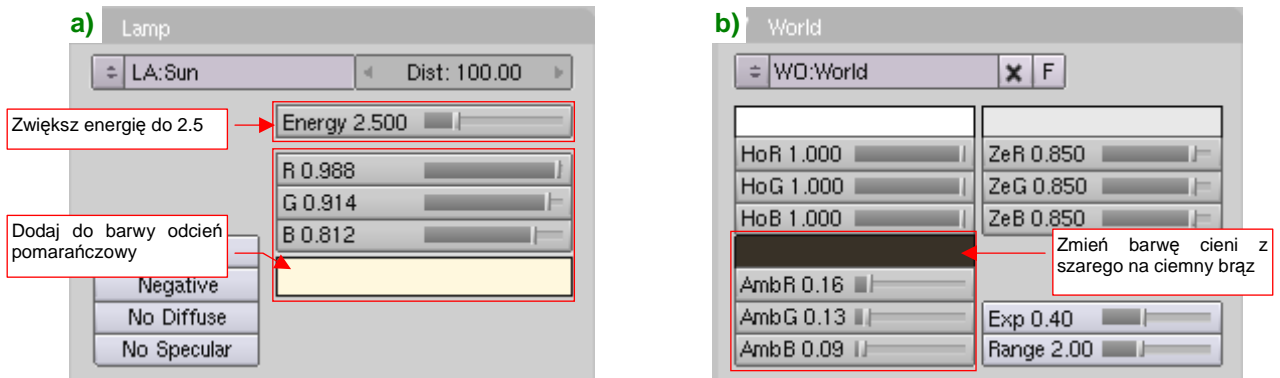 a) Lamp
LA:Sun Dist: 100.00
Zwiększ energię do 2.5
Energy 2.500
R 0.988
G 0.914
B 0.812
Dodaj do barwy odcień
pomarańczowy
Negative
No Diffuse
No Specular
b) World
WO:World F
HoR 1.000 ZeR 0.850
HoG 1.000 ZeG 0.850
HoB 1.000 ZeB 0.850
Zmień barwę cieni z
szarego na ciemny brąz
AmbR 0.16
AmbG 0.13 Exp 0.40
AmbB 0.09 Range 2.00